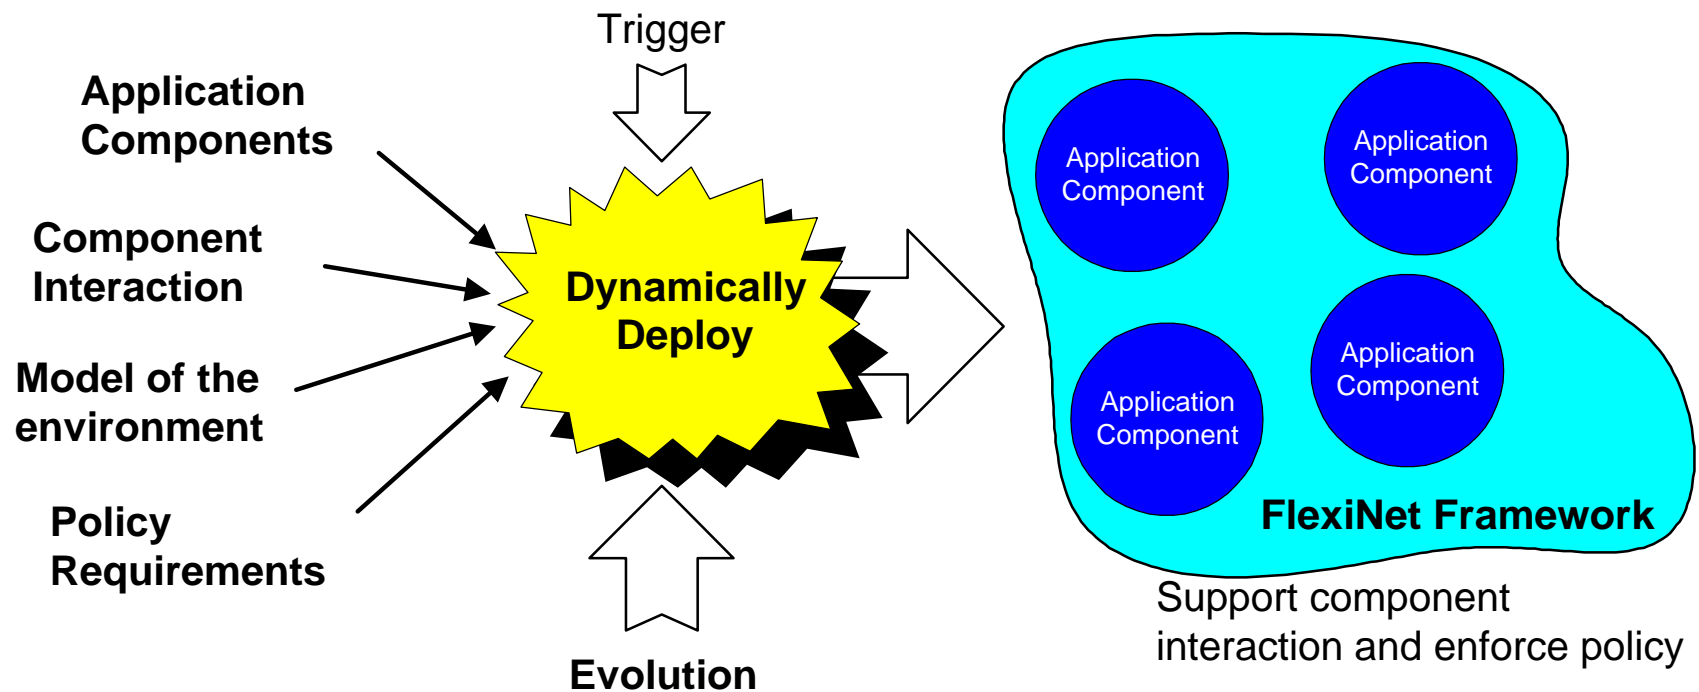 Trigger
Application
Components
Component
Interaction
Model of the
environment
Policy
Requirements
Dynamically
Deploy
Evolution
Application
Component
Application
Component
Application
Component
Application
Component
FlexiNet Framework
Support component
interaction and enforce policy